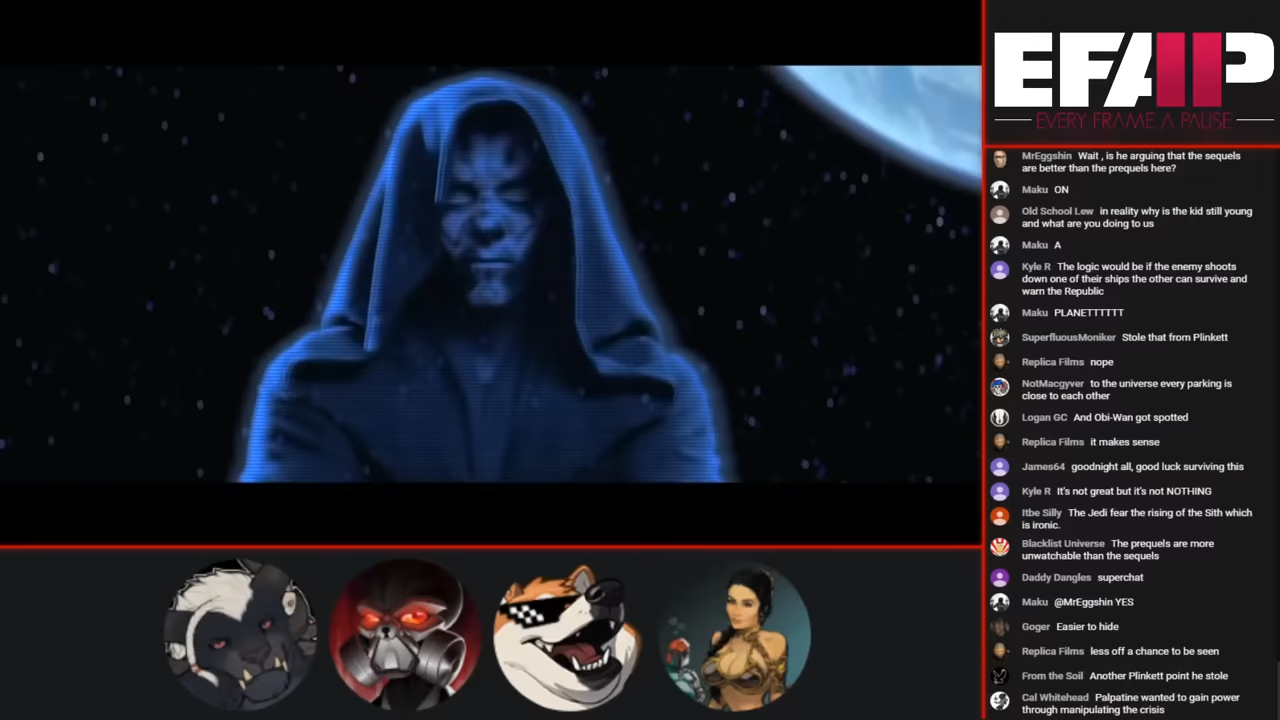 EFAP
EVERY FRAME A PAUSE
MrEggshin Wait , is he arguing that the sequels
are better than the prequels here?
Maku ON
Old School Lew in reality why is the kid still young
and what are you doing to us
Maku A
Kyle R The logic would be if the enemy shoots
down one of their ships the other can survive and
warn the Republic
Maku PLANETTTTTT
SuperfluousMoniker Stole that from Plinkett
Replica Films nope
NotMacgyver to the universe every parking is
close to each other
Logan GC And Obi-Wan got spotted
Replica Films it makes sense
James64 goodnight all, good luck surviving this
Kyle R It's not great but it's not NOTHING
Itbe Silly The Jedi fear the rising of the Sith which
is ironic.
Blacklist Universe The prequels are more
unwatchable than the sequels
Daddy Dangles superchat
Maku @MrEggshin YES
Goger Easier to hide
Replica Films less off a chance to be seen
From the Soil Another Plinkett point he stole
Cal Whitehead Palpatine wanted to gain power
through manipulating the crisis